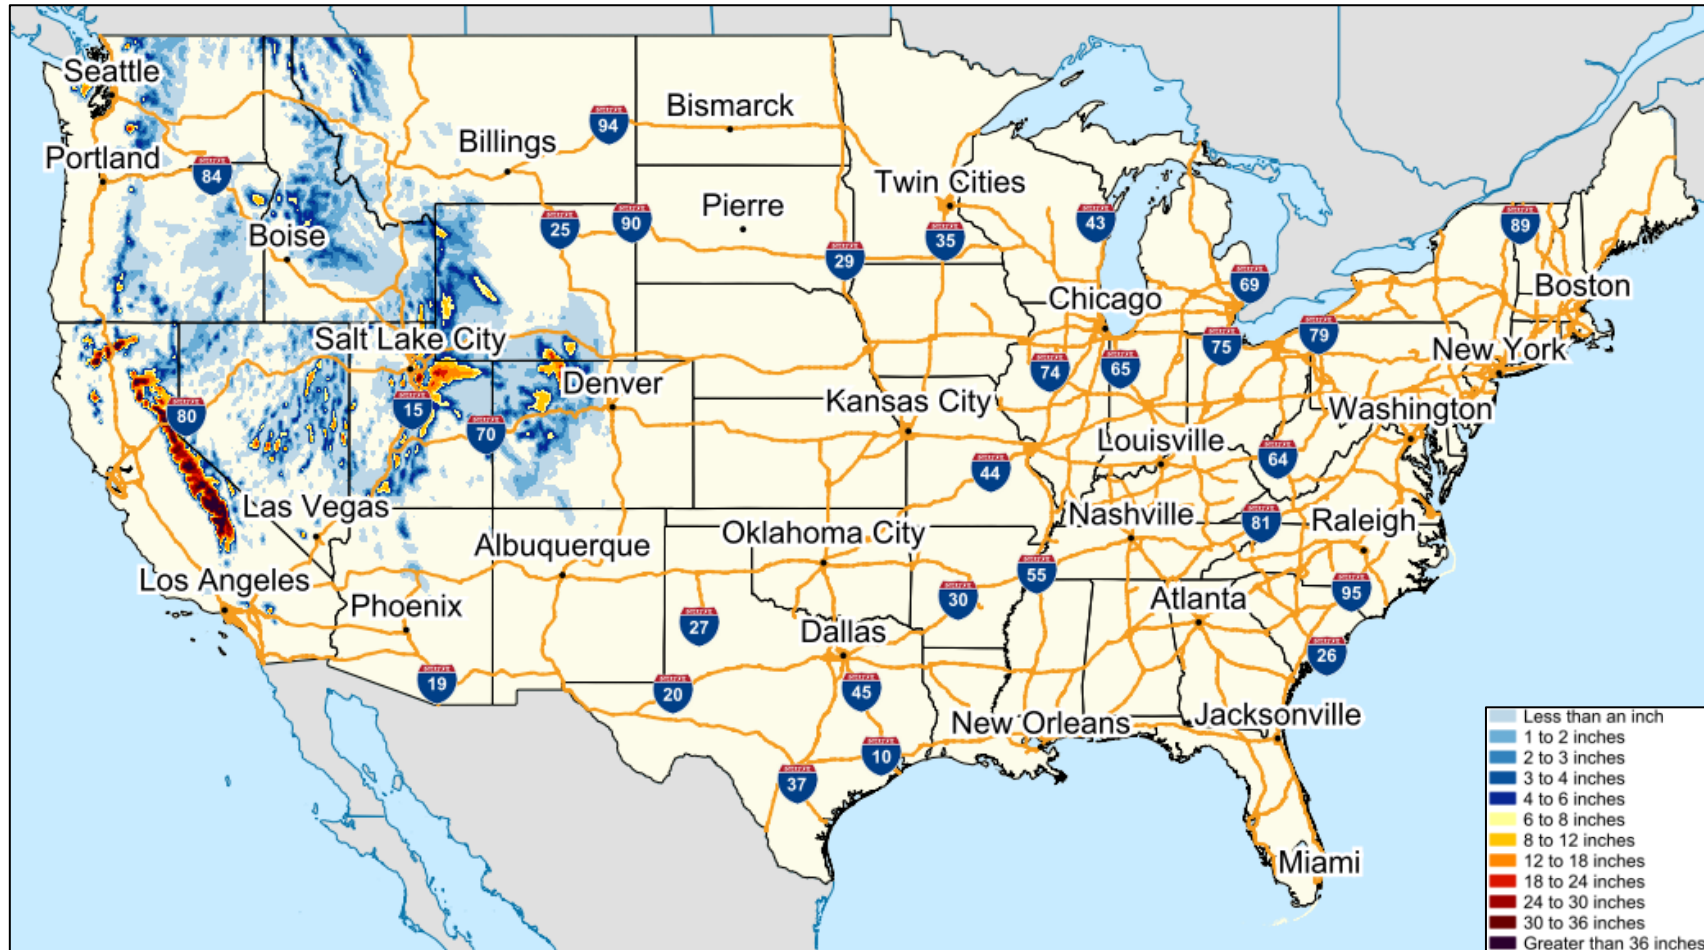 Seattle
Bismarck
94
Billings
Portland
84
Twin Cities
Pierre
43
89
25
90
35
Boise
29
69
Boston
Chicago
Salt Lake City
79
75
New York
Denver
74
65
Kansas City
Washington
80
15
70
Louisville
64
44
Las Vegas
Nashville
81
Raleigh
Oklahoma City
Albuquerque
55
Los Angeles
Phoenix
30
95
Atlanta
27
Dallas
26
19
20
45
New Orleans
Jacksonville
10
37
Miami
Less than an inch
1 to 2 inches
2 to 3 inches
3 to 4 inches
4 to 6 inches
6 to 8 inches
8 to 12 inches
12 to 18 inches
18 to 24 inches
24 to 30 inches
30 to 36 inches
Greater than 36 inches